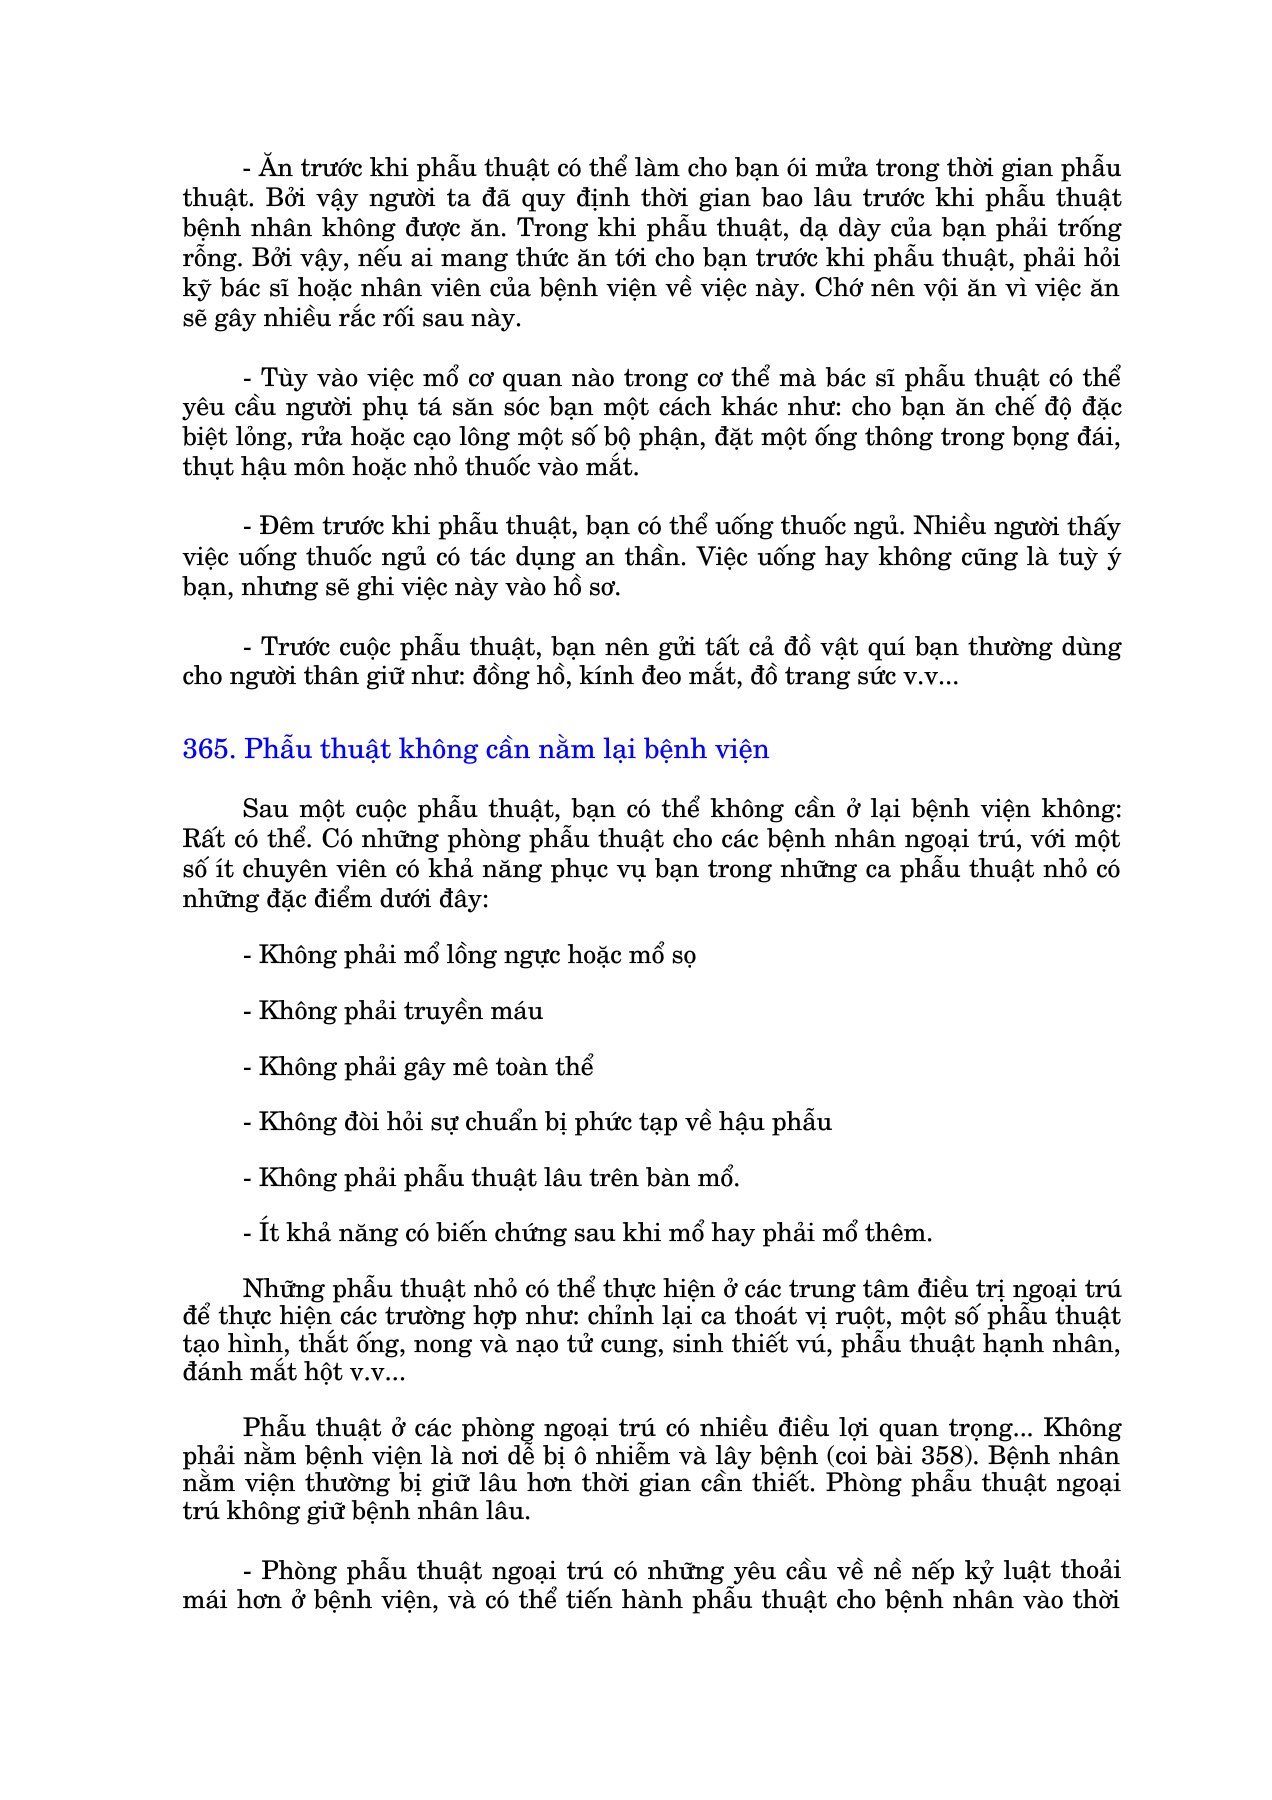 - Ăn trước khi phẫu thuật có thể làm cho bạn ói mửa trong thời gian phẫu
thuật. Bởi vậy người ta đã quy định thời gian bao lâu trước khi phẫu thuật
bệnh nhân không được ăn. Trong khi phẫu thuật, dạ dày của bạn phải trống
rỗng. Bởi vậy, nếu ai mang thức ăn tới cho bạn trước khi phẫu thuật, phải hỏi
kỹ bác sĩ hoặc nhân viên của bệnh viện về việc này. Chớ nên vội ăn vì việc ăn
sẽ gây nhiều rắc rối sau này.
- Tùy vào việc mổ cơ quan nào trong cơ thể mà bác sĩ phẫu thuật có thể
yêu cầu người phụ tá săn sóc bạn một cách khác như: cho bạn ăn chế độ đặc
biệt lỏng, rửa hoặc cạo lông một số bộ phận, đặt một ống thông trong bọng đái,
thụt hậu môn hoặc nhỏ thuốc vào mắt.
- Đêm trước khi phẫu thuật, bạn có thể uống thuốc ngủ. Nhiều người thấy
việc uống thuốc ngủ có tác dụng an thần. Việc uống hay không cũng là tuỳ ý
bạn, nhưng sẽ ghi việc này vào hồ sơ.
- Trước cuộc phẫu thuật, bạn nên gửi tất cả đồ vật quí bạn thường dùng
cho người thân giữ như: đồng hồ, kính đeo mắt, đồ trang sức v.v...
365. Phẫu thuật không cần nằm lại bệnh viện
Sau một cuộc phẫu thuật, bạn có thể không cần ở lại bệnh viện không:
Rất có thể. Có những phòng phẫu thuật cho các bệnh nhân ngoại trú, với một
số ít chuyên viên có khả năng phục vụ bạn trong những ca phẫu thuật nhỏ có
những đặc điểm dưới đây:
- Không phải mổ lồng ngực hoặc mổ sọ
- Không phải truyền máu
- Không phải gây mê toàn thể
- Không đòi hỏi sự chuẩn bị phức tạp về hậu phẫu
- Không phải phẫu thuật lâu trên bàn mổ.
- Ít khả năng có biến chứng sau khi mổ hay phải mổ thêm.
Những phẫu thuật nhỏ có thể thực hiện ở các trung tâm điều trị ngoại trú
để thực hiện các trường hợp như: chỉnh lại ca thoát vị ruột, một số phẫu thuật
tạo hình, thắt ống, nong và nạo tử cung, sinh thiết vú, phẫu thuật hạnh nhân,
đánh mắt hột v.v...
Phẫu thuật ở các phòng ngoại trú có nhiều điều lợi quan trọng... Không
phải nằm bệnh viện là nơi dễ bị ô nhiễm và lây bệnh (coi bài 358). Bệnh nhân
nằm viện thường bị giữ lâu hơn thời gian cần thiết. Phòng phẫu thuật ngoại
trú không giữ bệnh nhân lâu.
- Phòng phẫu thuật ngoại trú có những yêu cầu về nề nếp kỷ luật thoải
mái hơn ở bệnh viện, và có thể tiến hành phẫu thuật cho bệnh nhân vào thời